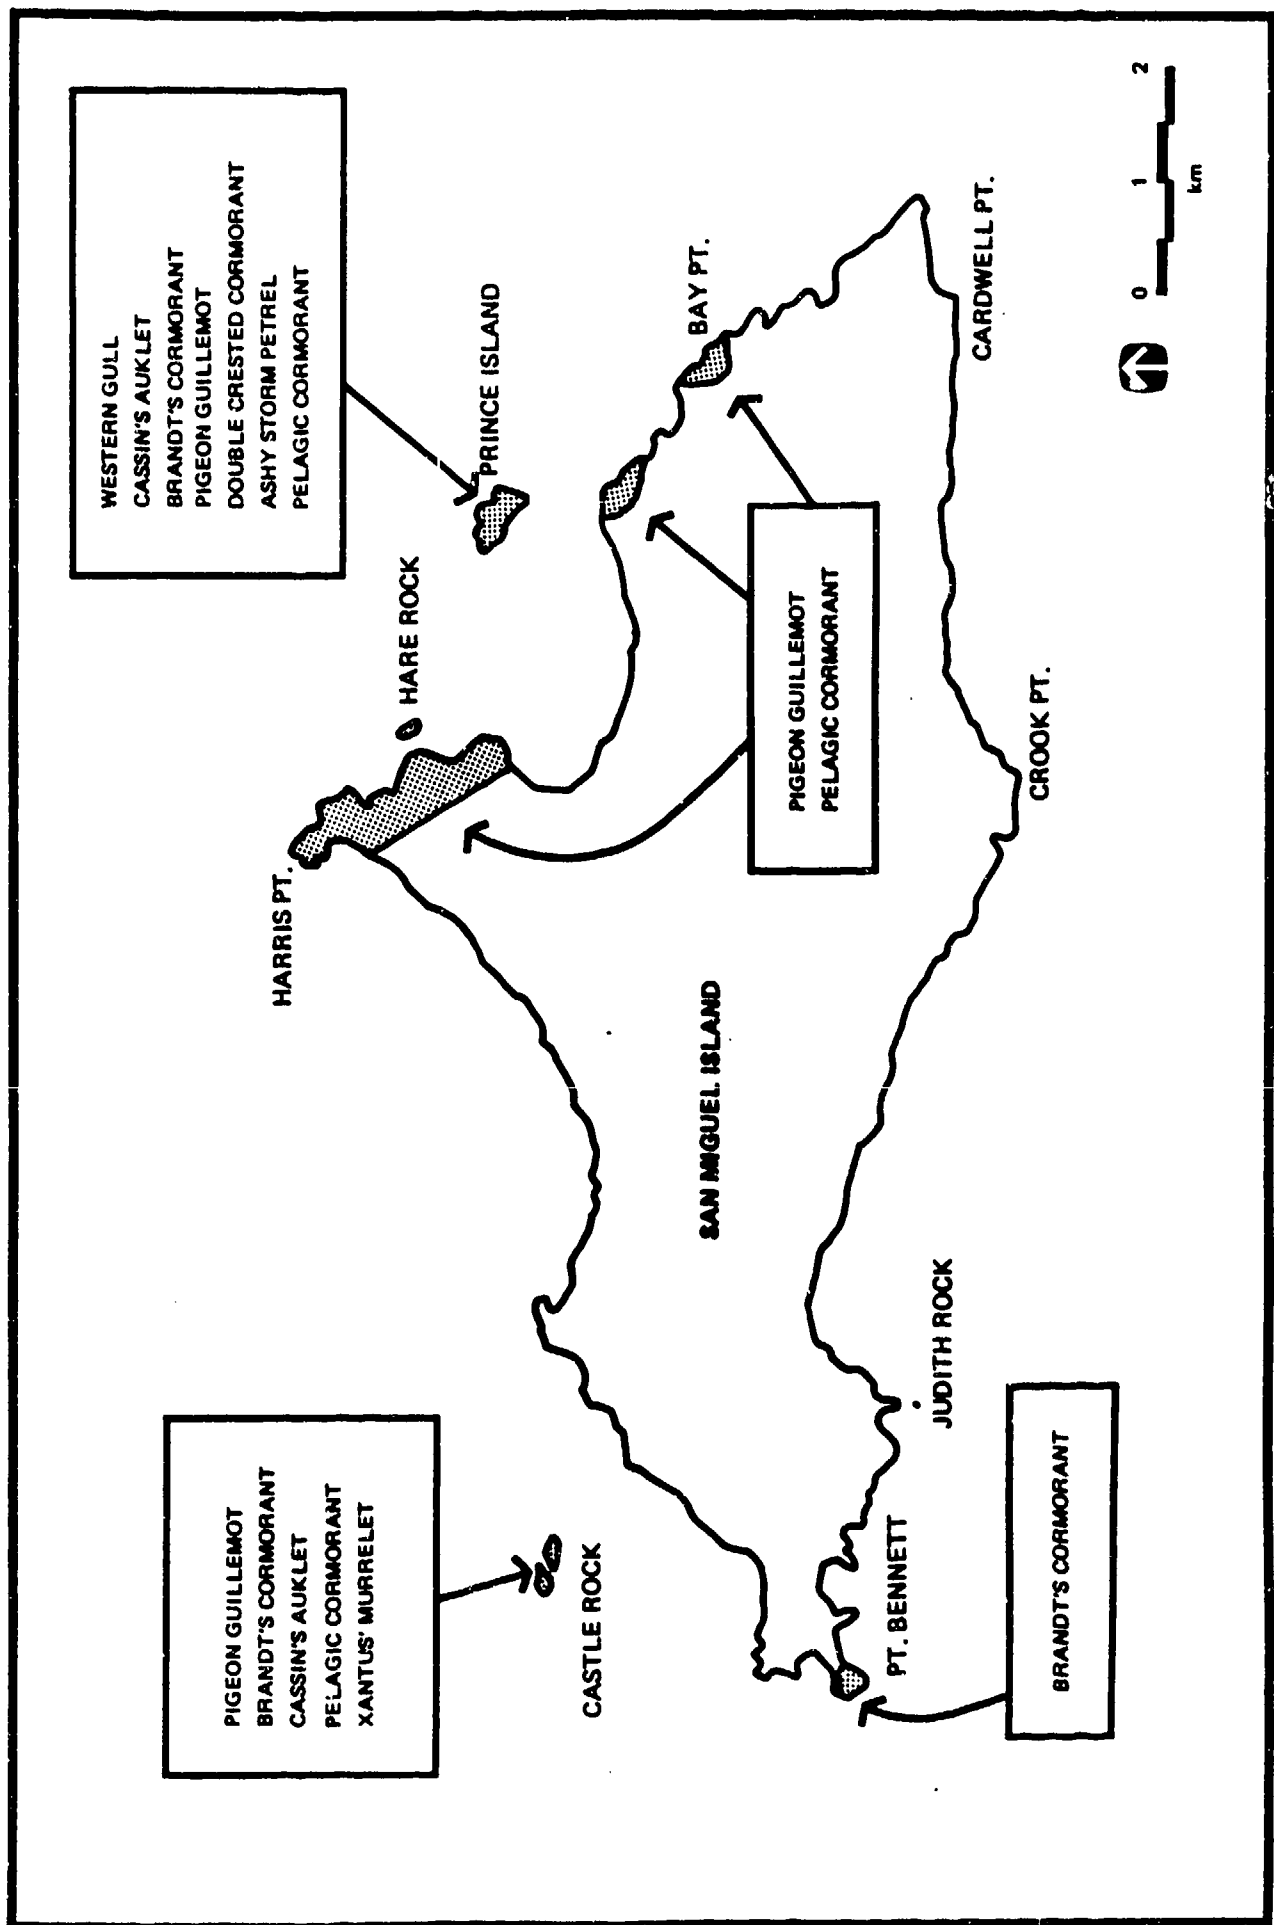 WESTERN GULL
CASSIN'S AUKLET
BRANDT'S CORMORANT
PIGEON GUILLEMOT
DOUBLE CRESTED CORMORANT
ASHY STORM PETREL
PELAGIC CORMORANT
PIGEON GUILLEMOT
BRANDT'S CORMORANT
CASSIN'S AUKLET
PELAGIC CORMORANT
XANTUS' MURRELET
HARRIS PT.
HARE ROCK
PRINCE ISLAND
CASTLE ROCK
BAY PT.
SAN MIGUEL ISLAND
PIGEON GUILLEMOT
PELAGIC CORMORANT
PT. BENNETT
JUDITH ROCK
CROOK PT.
CARDWELL PT.
BRANDT'S CORMORANT
0 1 2
km